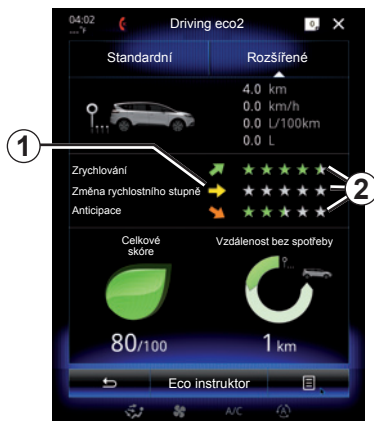 04:02 Driving eco2
Standardní Rozšířené
4.0 km
0.0 km/h
0.0 L/100km
0.0 L
1
Zrychlování
Změna rychlostního stupně
Anticipace
2
Celkové
skóre
Vzdálenost bez spotřeby
80/100
1 km
Eco instruktor
A/C